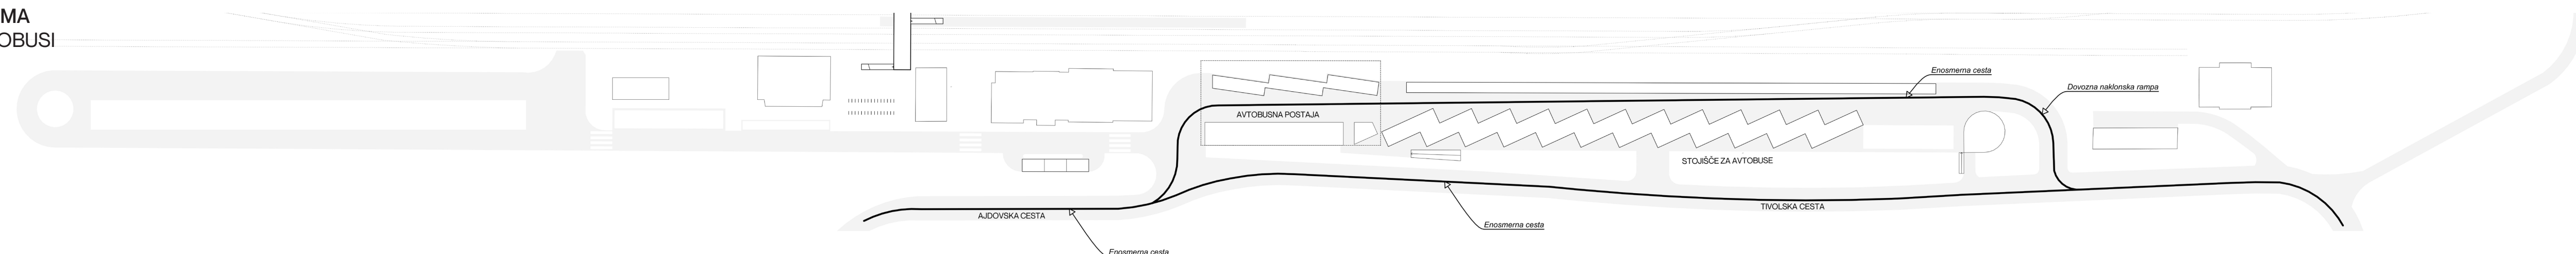 MA
OBUSI
Enosmerna cesta
Dovozna naklonska rampa
AVTOBUSNA POSTAJA
STOJIŠČE ZA AVTOBUSE
TIVOLSKA CESTA
AJDOVSKA CESTA
Enosmerna cesta
Enosmerna cesta